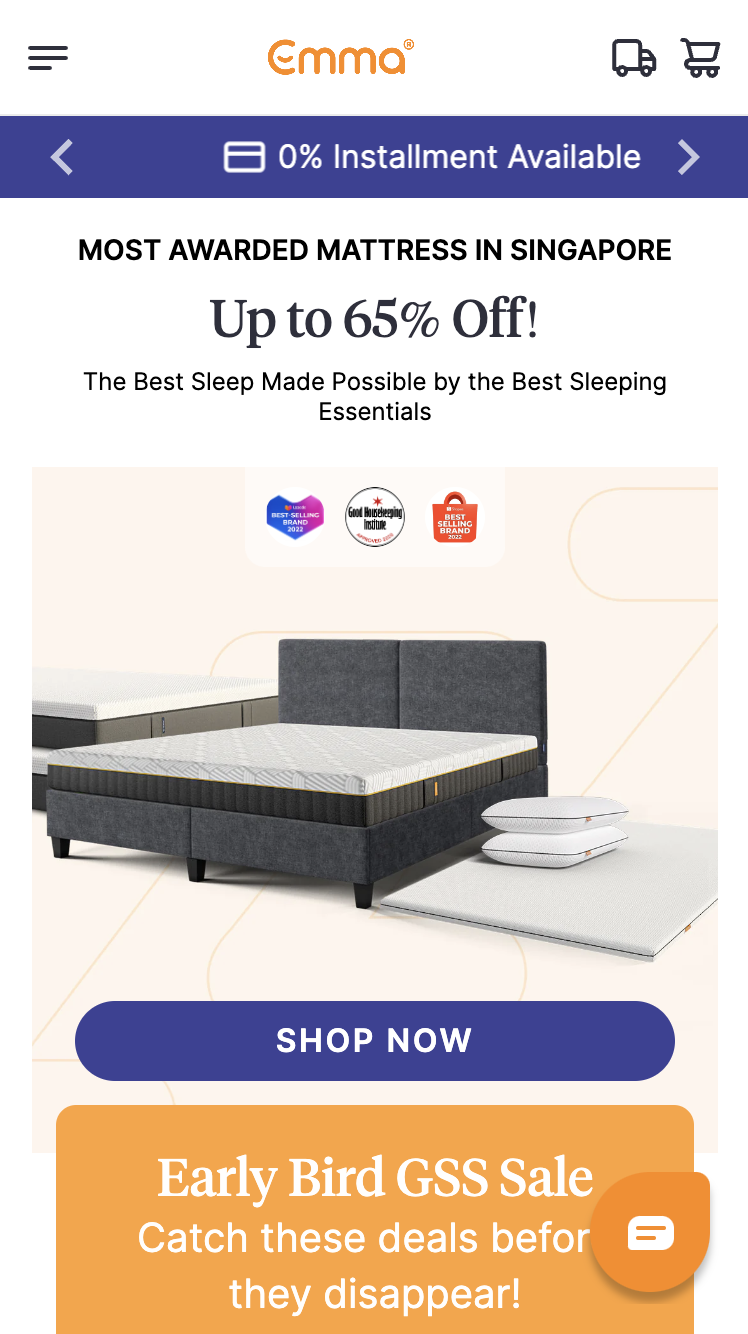 Emma®
0% Installment Available
MOST AWARDED MATTRESS IN SINGAPORE
Up to 65% Off!
The Best Sleep Made Possible by the Best Sleeping
Essentials
BEST-SELLING
BRAND
2022
Good Housekeeping
Institute
BEST
SELLING
BRAND
2022
SHOP NOW
Early Bird GSS Sale
Catch these deals befor
they disappear!